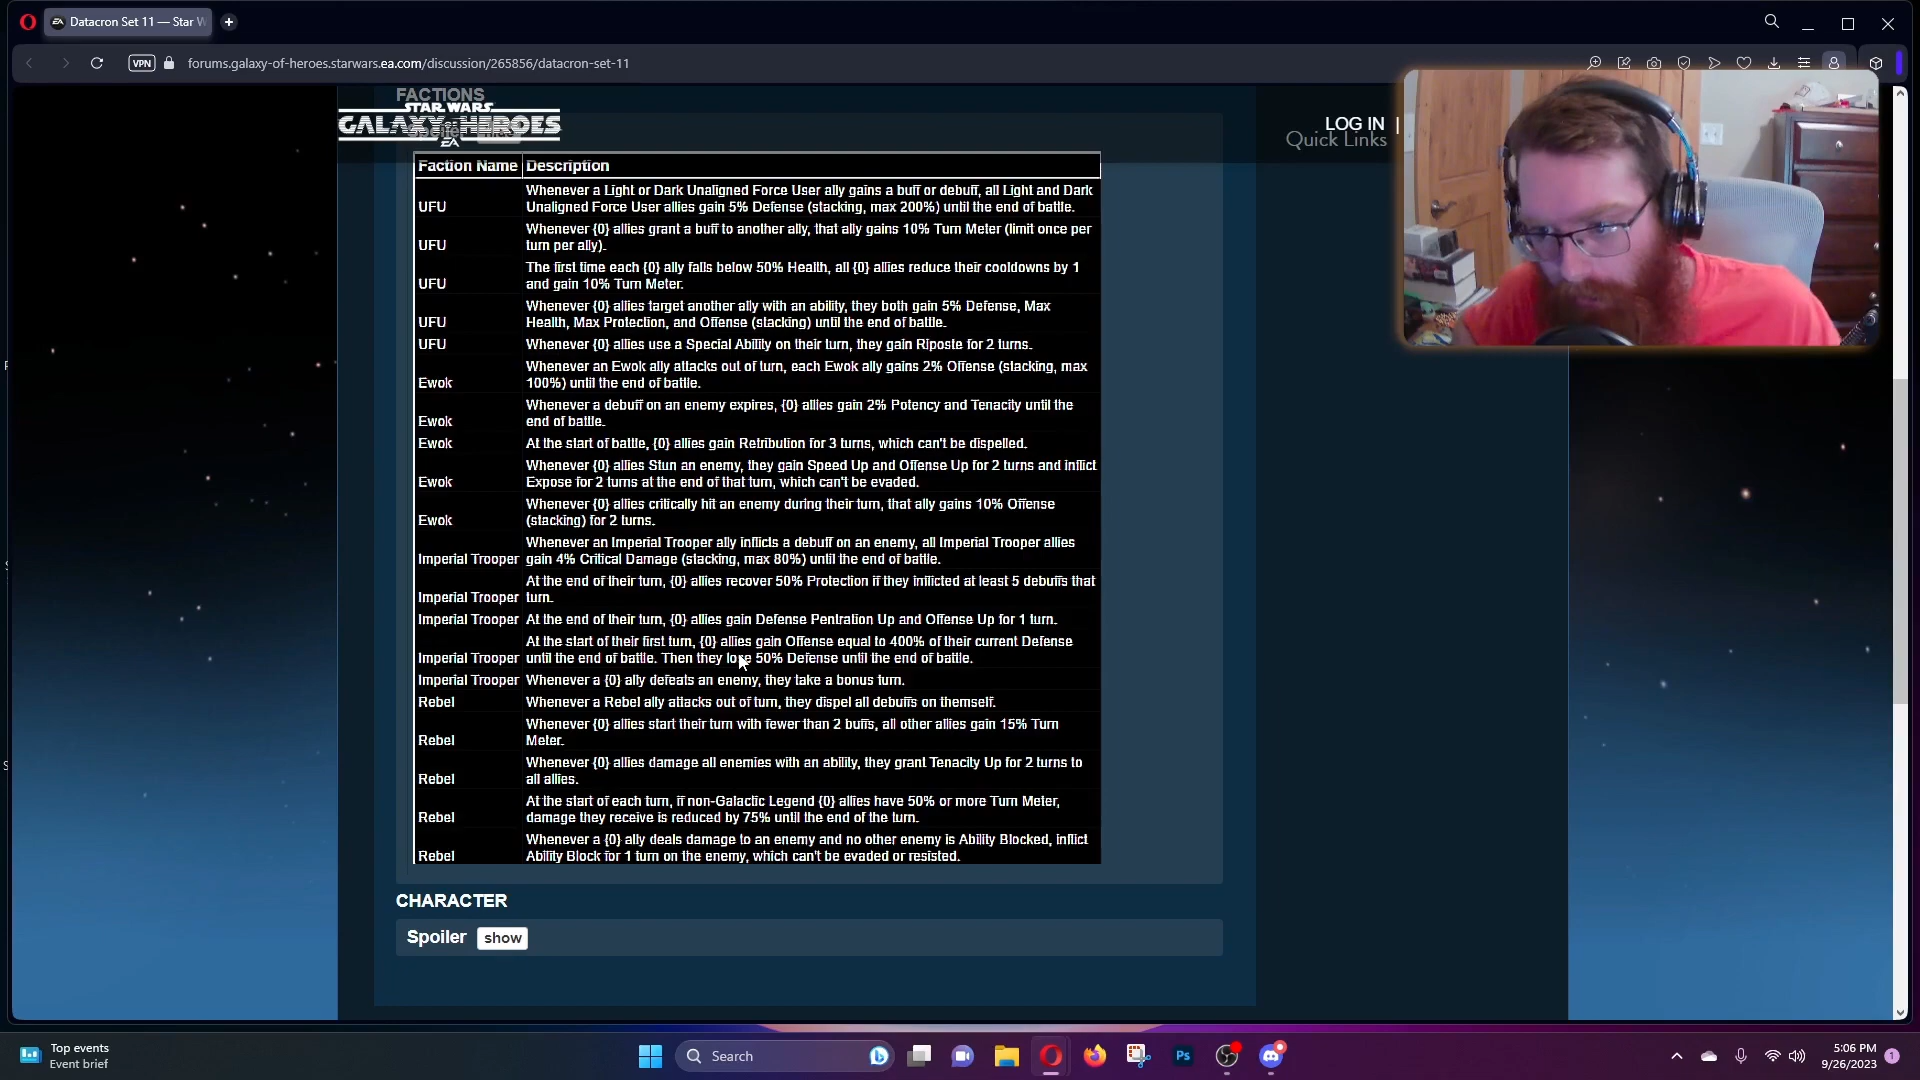 Datacron Set 11 — Star W
VPN
forums.galaxy-of-heroes.starwars.ea.com/discussion/265856/datacron-set-11
FACTIONS
STAR WARS
GALAXY OF HEROES
EA
LOG IN |
Quick Links
Spoiler
Faction Name Description
UFU Whenever a Light or Dark Unaligned Force User ally gains a buff or debuff, all Light and Dark
Unaligned Force User allies gain 5% Defense (stacking, max 200%) until the end of battle.
UFU Whenever {0} allies grant a buff to another ally, that ally gains 10% Turn Meter (limit once per
turn per ally).
UFU The first time each {0} ally falls below 50% Health, all {0} allies reduce their cooldowns by 1
and gain 10% Turn Meter.
UFU Whenever {0} allies target another ally with an ability, they both gain 5% Defense, Max
Health, Max Protection, and Offense (stacking) until the end of battle.
UFU Whenever {0} allies use a Special Ability on their turn, they gain Riposte for 2 turns.
Ewok Whenever an Ewok ally attacks out of turn, each Ewok ally gains 2% Offense (stacking, max
100%) until the end of battle.
Ewok Whenever a debuff on an enemy expires, {0} allies gain 2% Potency and Tenacity until the
end of battle.
Ewok At the start of battle, {0} allies gain Retribution for 3 turns, which can't be dispelled.
Ewok Whenever {0} allies Stun an enemy, they gain Speed Up and Offense Up for 2 turns and inflict
Expose for 2 turns at the end of that turn, which can't be evaded.
Ewok Whenever {0} allies critically hit an enemy during their turn, that ally gains 10% Offense
(stacking) for 2 turns.
Imperial Trooper Whenever an Imperial Trooper ally inflicts a debuff on an enemy, all Imperial Trooper allies
gain 4% Critical Damage (stacking, max 80%) until the end of battle.
Imperial Trooper At the end of their turn, {0} allies recover 50% Protection if they inflicted at least 5 debuffs that
turn.
Imperial Trooper At the end of their turn, {0} allies gain Defense Pentration Up and Offense Up for 1 turn.
Imperial Trooper At the start of their first turn, {0} allies gain Offense equal to 400% of their current Defense
until the end of battle. Then they lose 50% Defense until the end of battle.
Imperial Trooper Whenever a {0} ally defeats an enemy, they take a bonus turn.
Rebel Whenever a Rebel ally attacks out of turn, they dispel all debuffs on themself.
Rebel Whenever {0} allies start their turn with fewer than 2 buffs, all other allies gain 15% Turn
Meter.
Rebel Whenever {0} allies damage all enemies with an ability, they grant Tenacity Up for 2 turns to
all allies.
Rebel At the start of each turn, if non-Galactic Legend {0} allies have 50% or more Turn Meter,
damage they receive is reduced by 75% until the end of the turn.
Rebel Whenever a {0} ally deals damage to an enemy and no other enemy is Ability Blocked, inflict
Ability Block for 1 turn on the enemy, which can't be evaded or resisted.
CHARACTER
Spoiler show
Top events
Event brief
Search
Ps
5:06 PM
9/26/2023
1